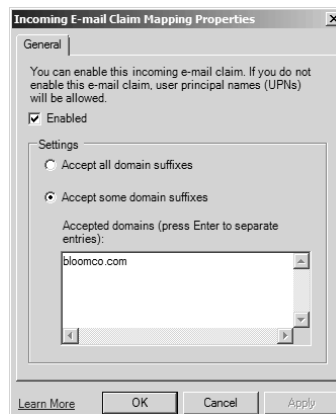 Incoming E-mail Claim Mapping Properties
General
You can enable this incoming e-mail claim. If you do not
enable this e-mail claim, user principal names (UPNs)
will be allowed.
Enabled
Settings
Accept all domain suffixes
Accept some domain suffixes
Accepted domains (press Enter to separate
entries):
bloomco.com
Learn More
OK
Cancel
Apply